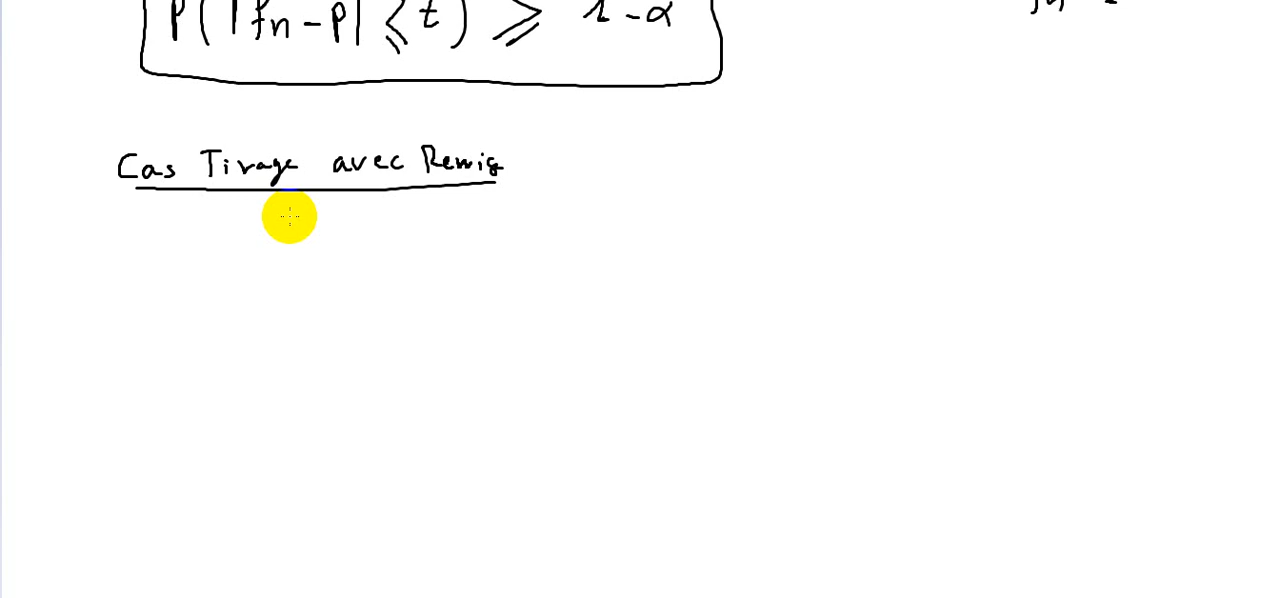 P(|fn-p| ⩽ t) ⩾ 1-α
Cas Tirage avec Remise